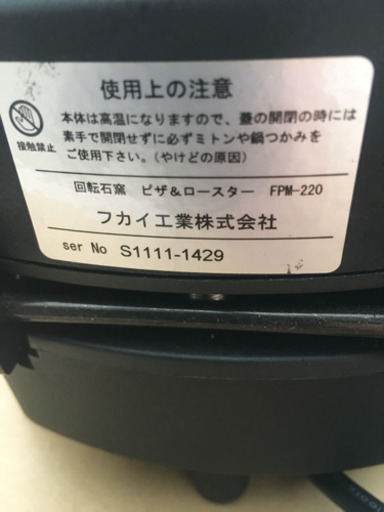 使用上の注意
接触禁止
本体は高温になりますので、蓋の開閉の時には
素手で開閉せずに必ずミトンや鍋つかみを
ご使用下さい。(やけどの原因)
回転石窯 ピザ&ロースター FPM-220
フカイ工業株式会社
ser No S1111-1429